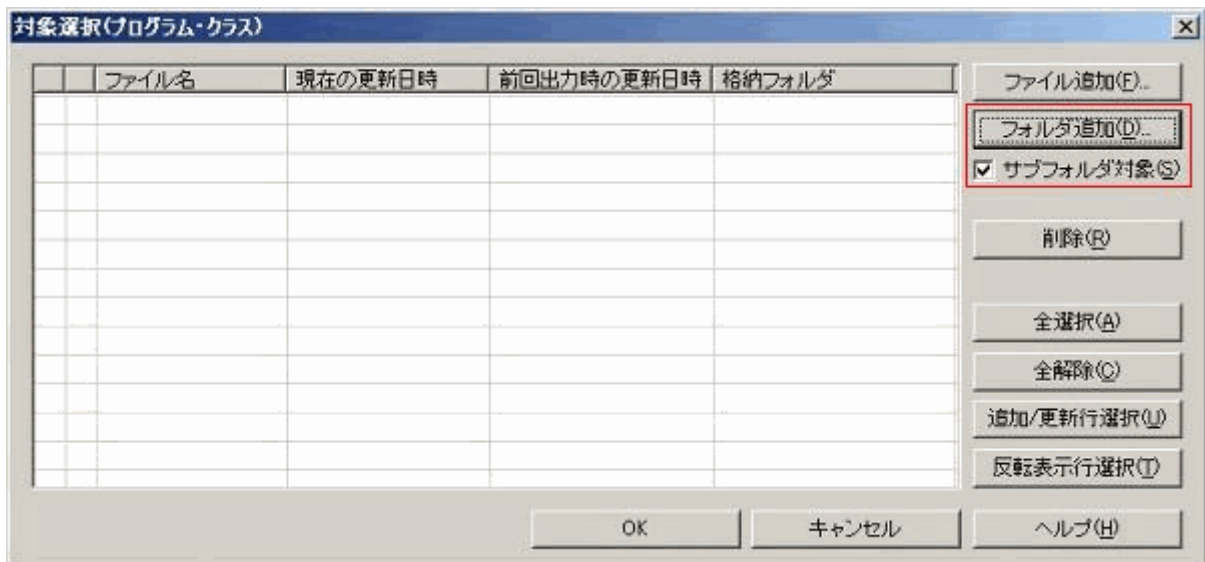 対象選択(プログラム・クラス)
ファイル名 現在の更新日時 前回出力時の更新日時 格納フォルダ
ファイル追加(F)...
フォルダ追加(D)...
サブフォルダ対象(S)
削除(R)
全選択(A)
全解除(C)
追加/更新行選択(U)
反転表示行選択(T)
OK キャンセル ヘルプ(H)